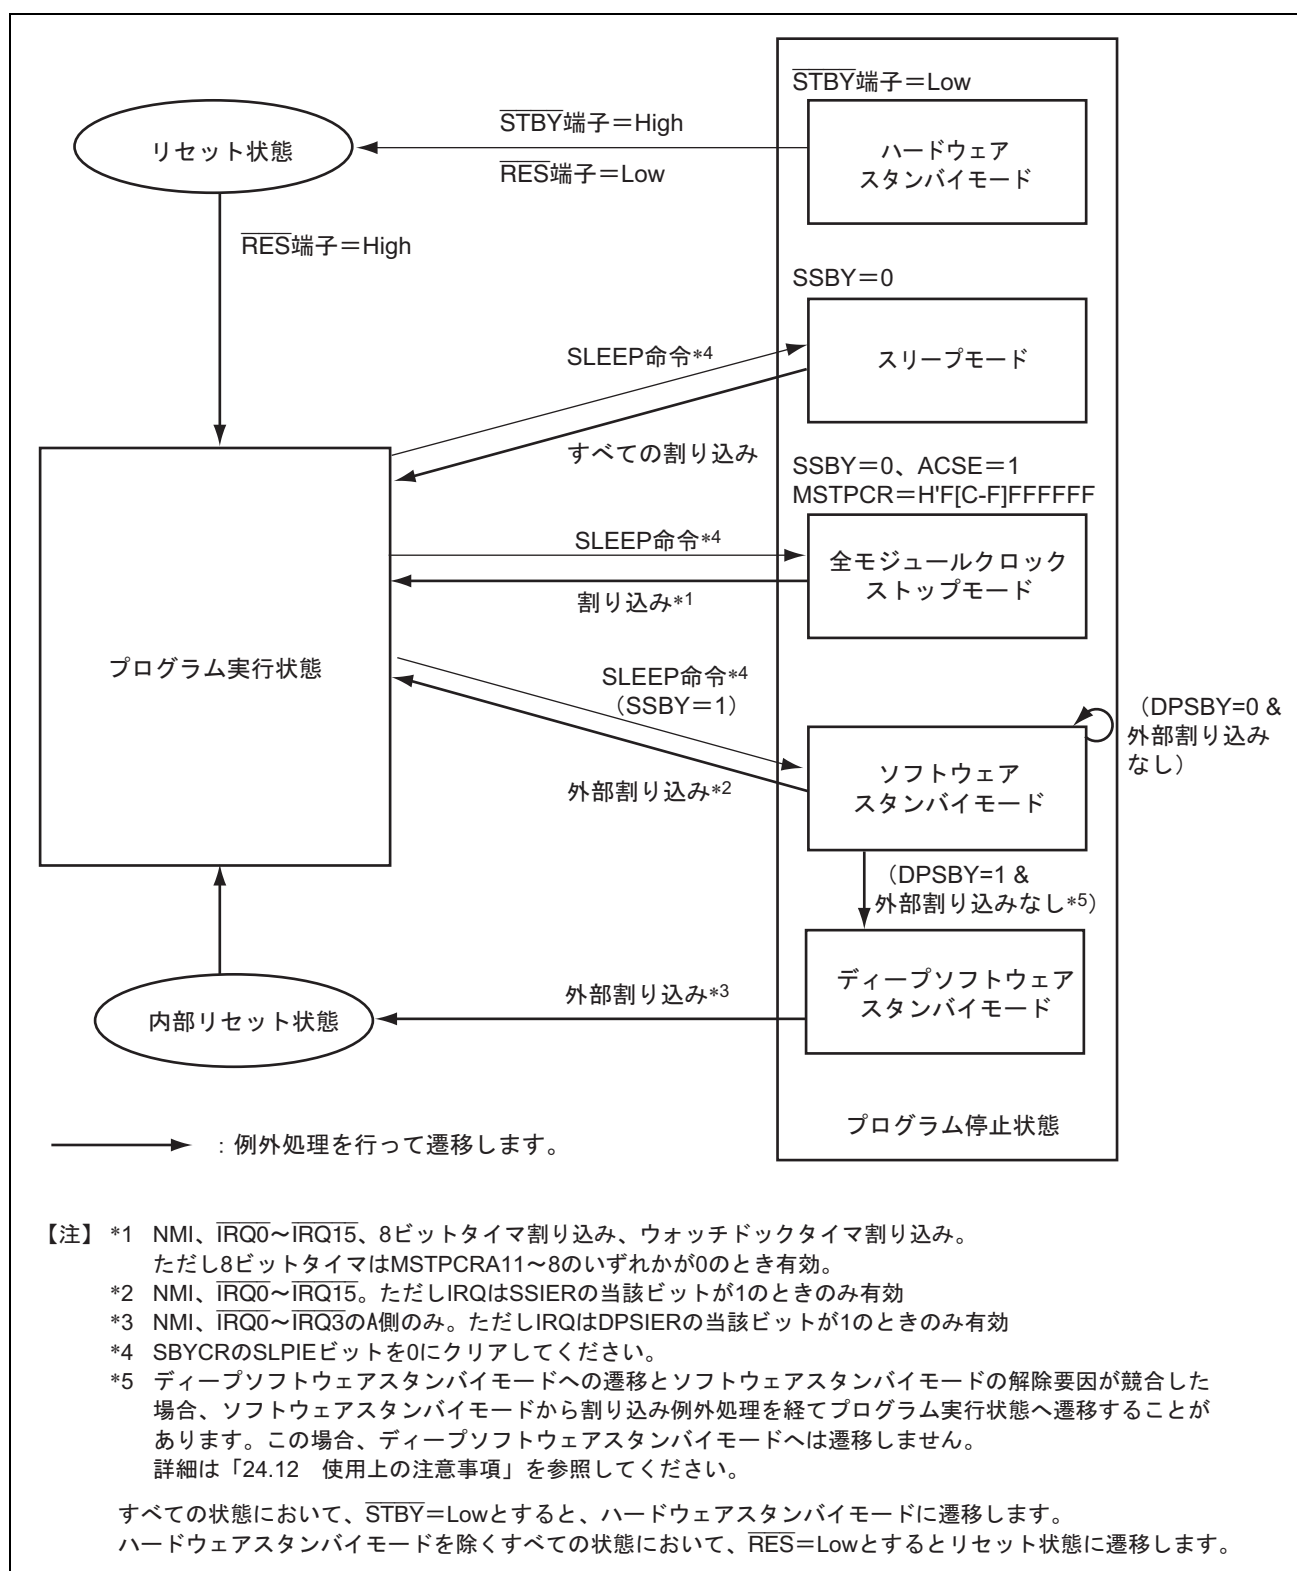 S̅T̅B̅Y̅端子＝Low
リセット状態
S̅T̅B̅Y̅端子＝High
R̅E̅S̅端子＝Low
ハードウェア
スタンバイモード
R̅E̅S̅端子＝High
SSBY＝0
SLEEP命令*4
スリープモード
すべての割り込み
SSBY＝0、ACSE＝1
MSTPCR＝H'F[C-F]FFFFFF
SLEEP命令*4
全モジュールクロック
ストップモード
割り込み*1
プログラム実行状態
SLEEP命令*4
（SSBY＝1）
（DPSBY=0 &
外部割り込み
なし）
ソフトウェア
スタンバイモード
外部割り込み*2
（DPSBY=1 &
外部割り込みなし*5）
ディープソフトウェア
スタンバイモード
外部割り込み*3
内部リセット状態
プログラム停止状態
：例外処理を行って遷移します。
【注】 *1 NMI、I̅R̅Q̅0̅～I̅R̅Q̅1̅5̅、8ビットタイマ割り込み、ウォッチドックタイマ割り込み。
ただし8ビットタイマはMSTPCRA11～8のいずれかが0のとき有効。
*2 NMI、I̅R̅Q̅0̅～I̅R̅Q̅1̅5̅。ただしIRQはSSIERの当該ビットが1のときのみ有効
*3 NMI、I̅R̅Q̅0̅～I̅R̅Q̅3̅のA側のみ。ただしIRQはDPSIERの当該ビットが1のときのみ有効
*4 SBYCRのSLPIEビットを0にクリアしてください。
*5 ディープソフトウェアスタンバイモードへの遷移とソフトウェアスタンバイモードの解除要因が競合した
場合、ソフトウェアスタンバイモードから割り込み例外処理を経てプログラム実行状態へ遷移することが
あります。この場合、ディープソフトウェアスタンバイモードへは遷移しません。
詳細は「24.12　使用上の注意事項」を参照してください。
すべての状態において、S̅T̅B̅Y̅＝Lowとすると、ハードウェアスタンバイモードに遷移します。
ハードウェアスタンバイモードを除くすべての状態において、R̅E̅S̅＝Lowとするとリセット状態に遷移します。